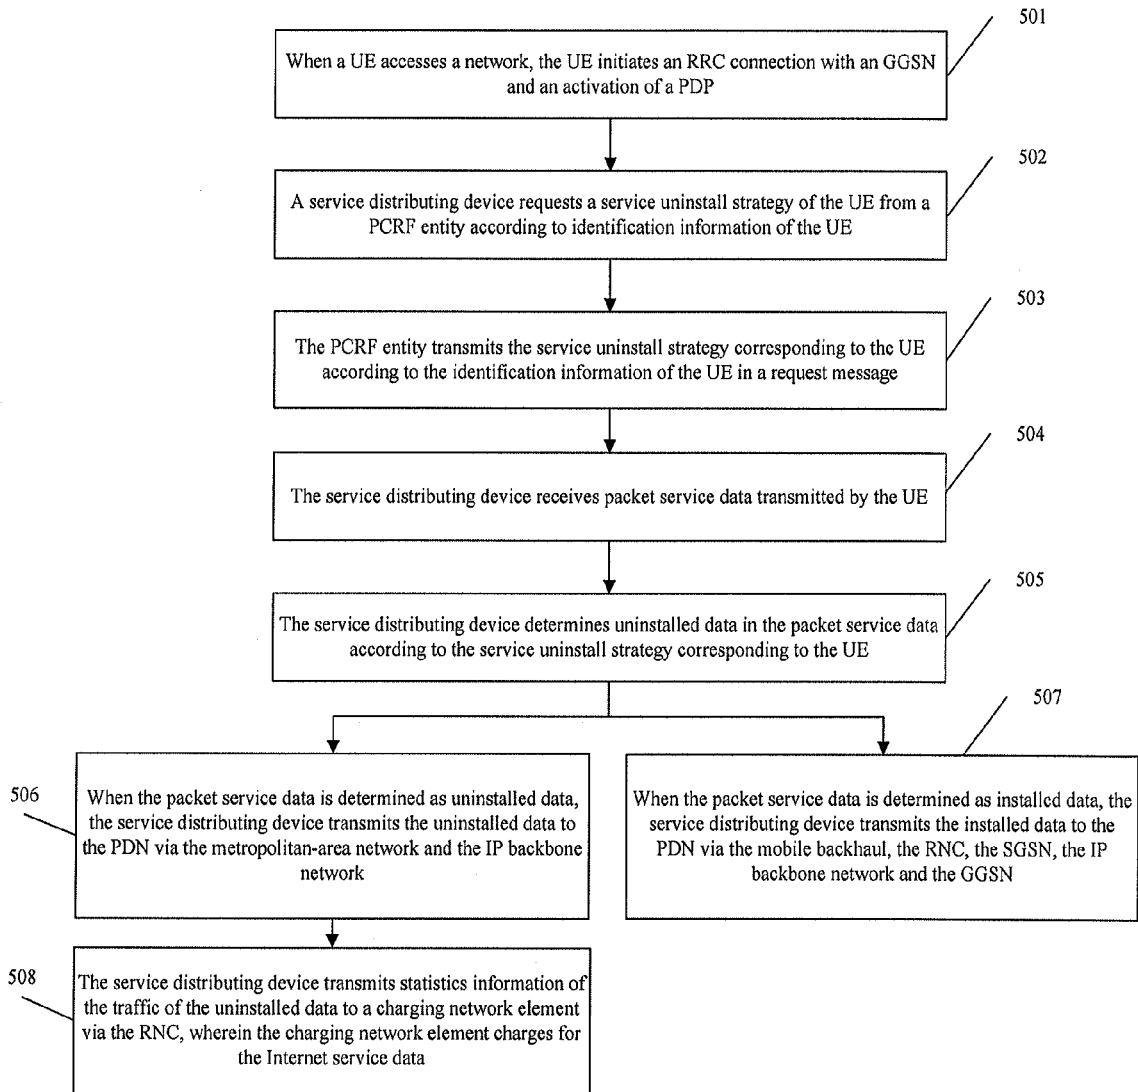 501
When a UE accesses a network, the UE initiates an RRC connection with an GGSN
and an activation of a PDP
502
A service distributing device requests a service uninstall strategy of the UE from a
PCRF entity according to identification information of the UE
503
The PCRF entity transmits the service uninstall strategy corresponding to the UE
according to the identification information of the UE in a request message
504
The service distributing device receives packet service data transmitted by the UE
505
The service distributing device determines uninstalled data in the packet service data
according to the service uninstall strategy corresponding to the UE
506
When the packet service data is determined as uninstalled data,
the service distributing device transmits the uninstalled data to
the PDN via the metropolitan-area network and the IP backbone
network
507
When the packet service data is determined as installed data, the
service distributing device transmits the installed data to the
PDN via the mobile backhaul, the RNC, the SGSN, the IP
backbone network and the GGSN
508
The service distributing device transmits statistics information of
the traffic of the uninstalled data to a charging network element
via the RNC, wherein the charging network element charges for
the Internet service data